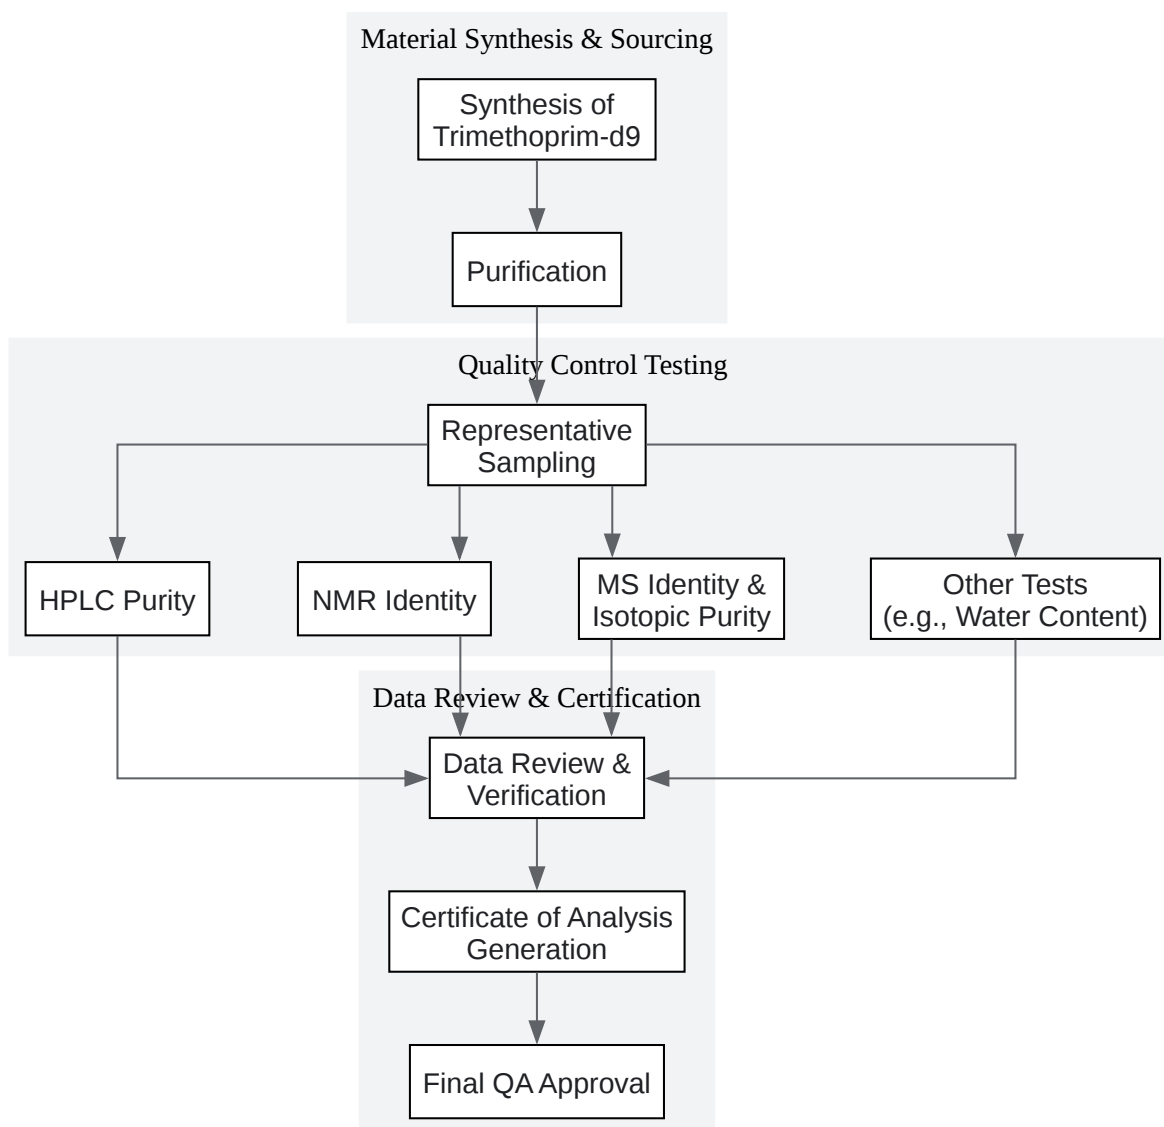 Material Synthesis & Sourcing
Synthesis of
Trimethoprim-d9
Purification
Quality Control Testing
Representative
Sampling
HPLC Purity
NMR Identity
MS Identity &
Isotopic Purity
Other Tests
(e.g., Water Content)
Data Review & Certification
Data Review &
Verification
Certificate of Analysis
Generation
Final QA Approval